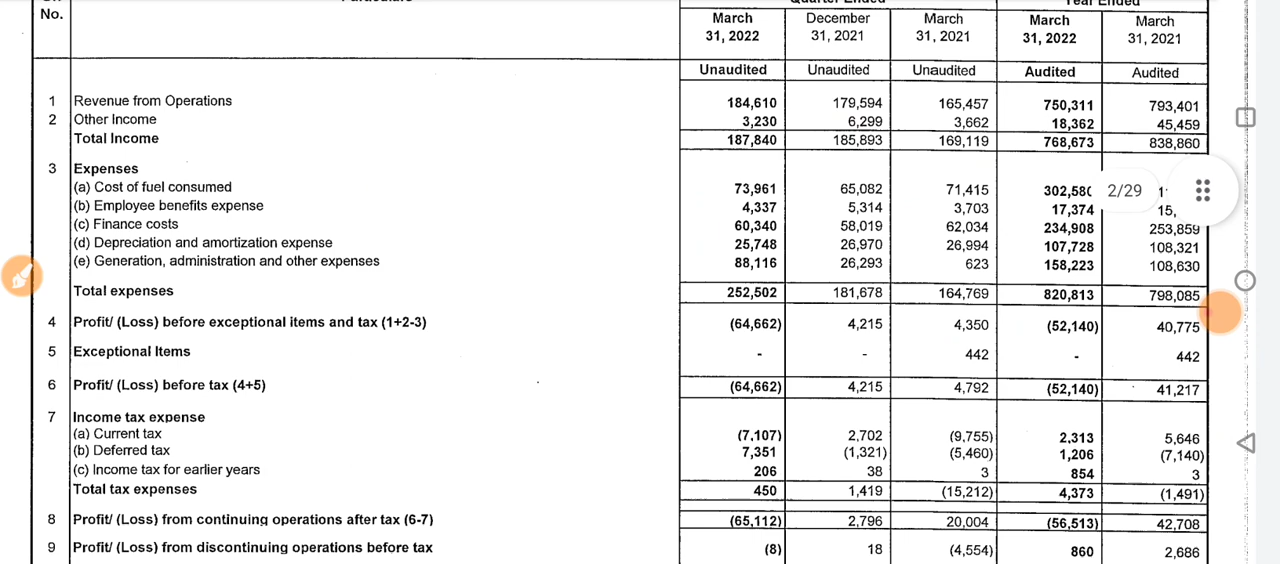 No.
March 31, 2022 December 31, 2021 March 31, 2021 March 31, 2022 March 31, 2021
Unaudited Unaudited Unaudited Audited Audited
1 Revenue from Operations 184,610 179,594 165,457 750,311 793,401
2 Other Income 3,230 6,299 3,662 18,362 45,459
Total Income 187,840 185,893 169,119 768,673 838,860
3 Expenses
(a) Cost of fuel consumed 73,961 65,082 71,415 302,580
2/29
(b) Employee benefits expense 4,337 5,314 3,703 17,374 15,
(c) Finance costs 60,340 58,019 62,034 234,908 253,859
(d) Depreciation and amortization expense 25,748 26,970 26,994 107,728 108,321
(e) Generation, administration and other expenses 88,116 26,293 623 158,223 108,630
Total expenses 252,502 181,678 164,769 820,813 798,085
4 Profit/ (Loss) before exceptional items and tax (1+2-3) (64,662) 4,215 4,350 (52,140) 40,775
5 Exceptional Items - - 442 - 442
6 Profit/ (Loss) before tax (4+5) (64,662) 4,215 4,792 (52,140) 41,217
7 Income tax expense
(a) Current tax (7,107) 2,702 (9,755) 2,313 5,646
(b) Deferred tax 7,351 (1,321) (5,460) 1,206 (7,140)
(c) Income tax for earlier years 206 38 3 854 3
Total tax expenses 450 1,419 (15,212) 4,373 (1,491)
8 Profit/ (Loss) from continuing operations after tax (6-7) (65,112) 2,796 20,004 (56,513) 42,708
9 Profit/ (Loss) from discontinuing operations before tax (8) 18 (4,554) 860 2,686